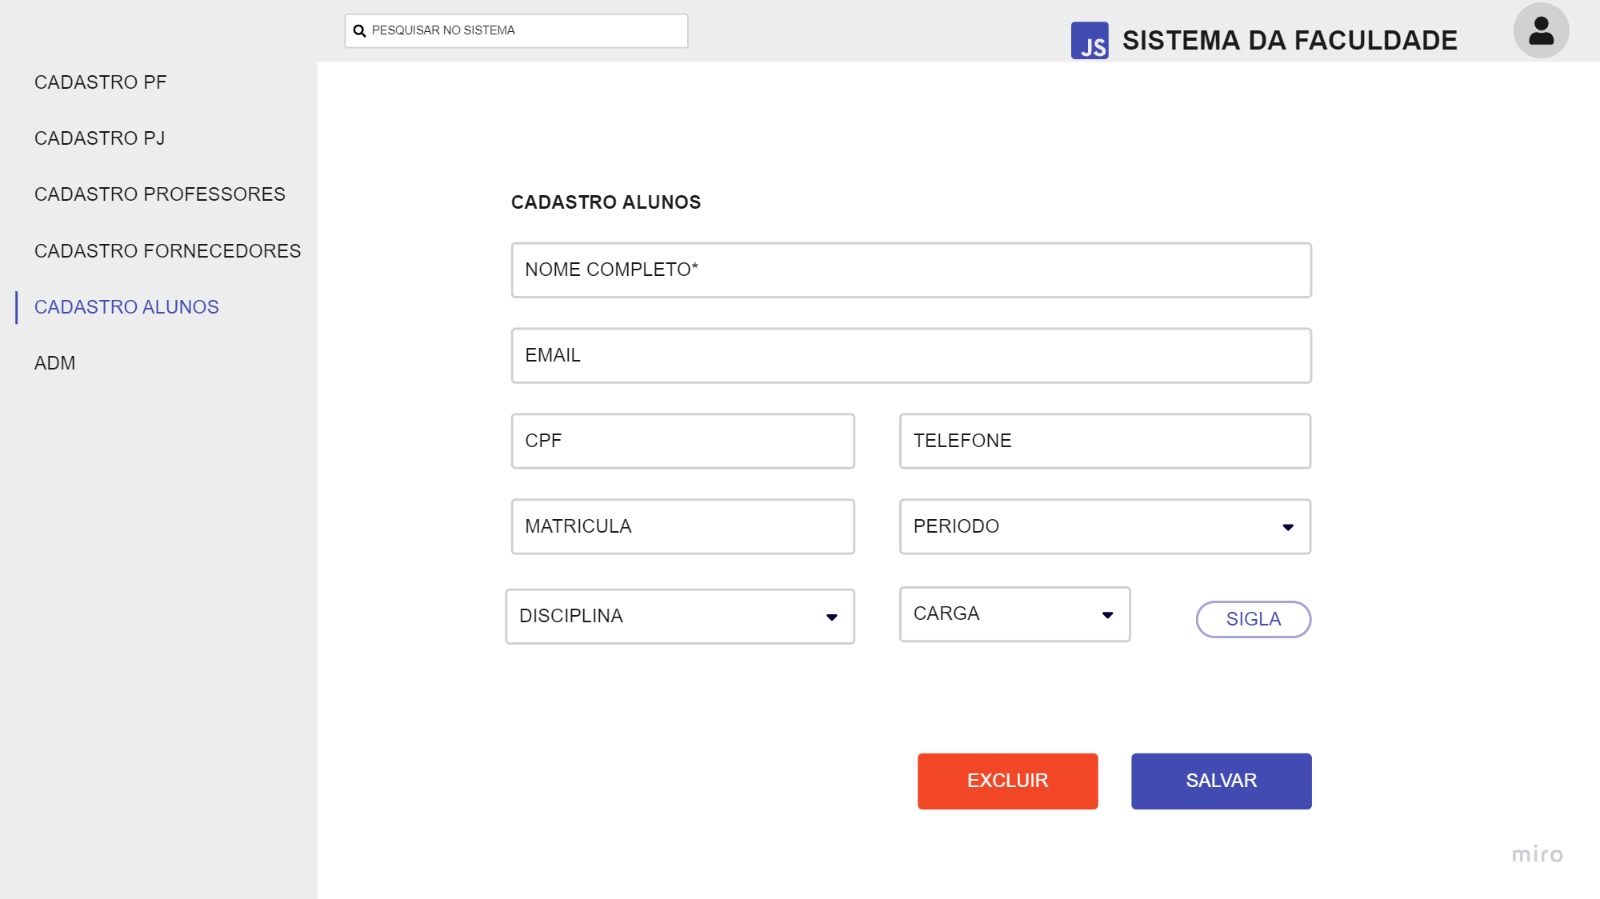 PESQUISAR NO SISTEMA
JS SISTEMA DA FACULDADE
CADASTRO PF
CADASTRO PJ
CADASTRO PROFESSORES
CADASTRO FORNECEDORES
CADASTRO ALUNOS
ADM
CADASTRO ALUNOS
NOME COMPLETO*
EMAIL
CPF
TELEFONE
MATRICULA
PERIODO
DISCIPLINA
CARGA
SIGLA
EXCLUIR
SALVAR
miro